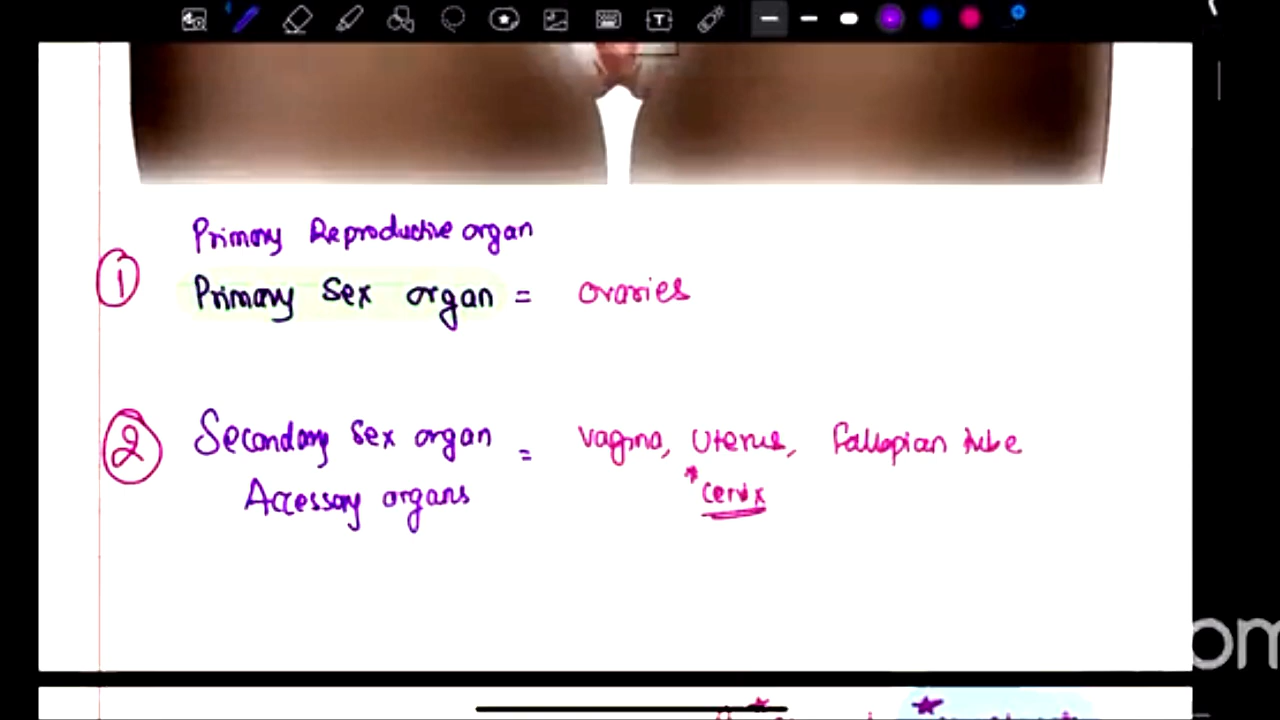 Primary Reproductive organ
① Primary Sex organ = ovaries
② Secondary Sex organ = vagina, Uterus, fallopian tube
Accessory organs * cervix
om